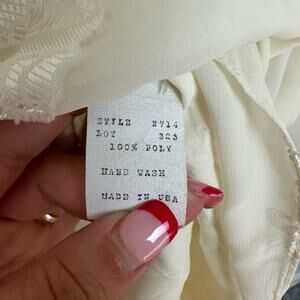 STYLE 2714
LOT 323
100% POLY
HAND WASH
MADE IN USA